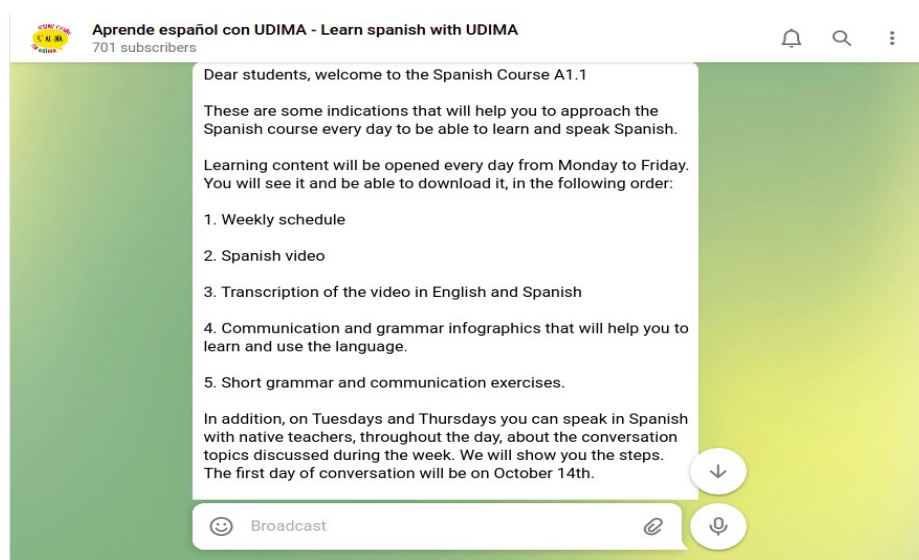 Aprende español con UDIMA - Learn spanish with UDIMA
701 subscribers
Dear students, welcome to the Spanish Course A1.1
These are some indications that will help you to approach the
Spanish course every day to be able to learn and speak Spanish.
Learning content will be opened every day from Monday to Friday.
You will see it and be able to download it, in the following order:
1. Weekly schedule
2. Spanish video
3. Transcription of the video in English and Spanish
4. Communication and grammar infographics that will help you to
learn and use the language.
5. Short grammar and communication exercises.
In addition, on Tuesdays and Thursdays you can speak in Spanish
with native teachers, throughout the day, about the conversation
topics discussed during the week. We will show you the steps.
The first day of conversation will be on October 14th.
Broadcast